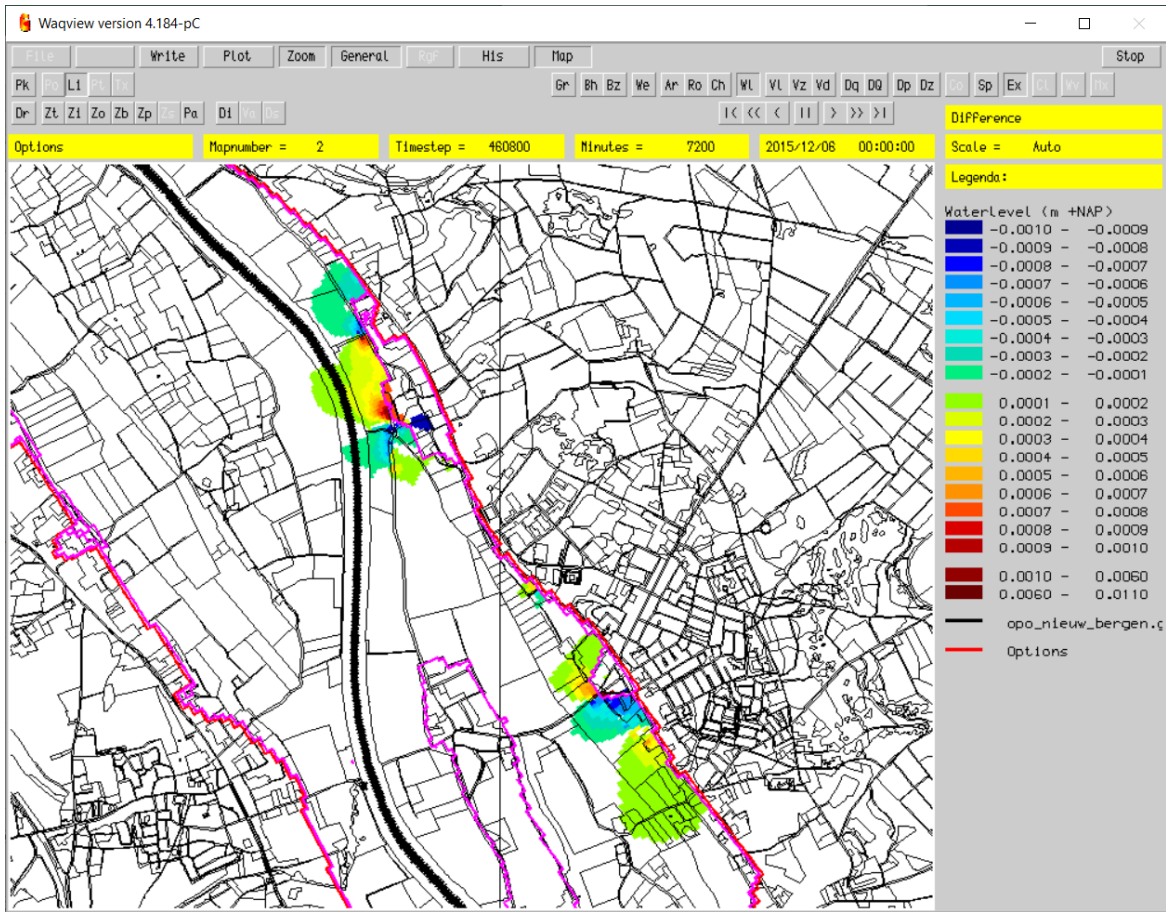 Waqview version 4.184-pC
File Write Plot Zoom General RgF His Map Stop
Pk Po Li Pt Tx Gr Bh Bz We Ar Ro Ch Wl Vl Vz Vd Dq DQ Dp Dz Co Sp Ex Cl Wv Mx
Dr Zt Zi Zo Zb Zp Zs Pa Di Va Ds |< << < || > >> >|
Difference
Options Mapnumber = 2 Timestep = 460800 Minutes = 7200 2015/12/06 00:00:00 Scale = Auto
Legenda:
WaterLevel (m +NAP)
-0.0010 - -0.0009
-0.0009 - -0.0008
-0.0008 - -0.0007
-0.0007 - -0.0006
-0.0006 - -0.0005
-0.0005 - -0.0004
-0.0004 - -0.0003
-0.0003 - -0.0002
-0.0002 - -0.0001
0.0001 - 0.0002
0.0002 - 0.0003
0.0003 - 0.0004
0.0004 - 0.0005
0.0005 - 0.0006
0.0006 - 0.0007
0.0007 - 0.0008
0.0008 - 0.0009
0.0009 - 0.0010
0.0010 - 0.0060
0.0060 - 0.0110
opo_nieuw_bergen.g
Options